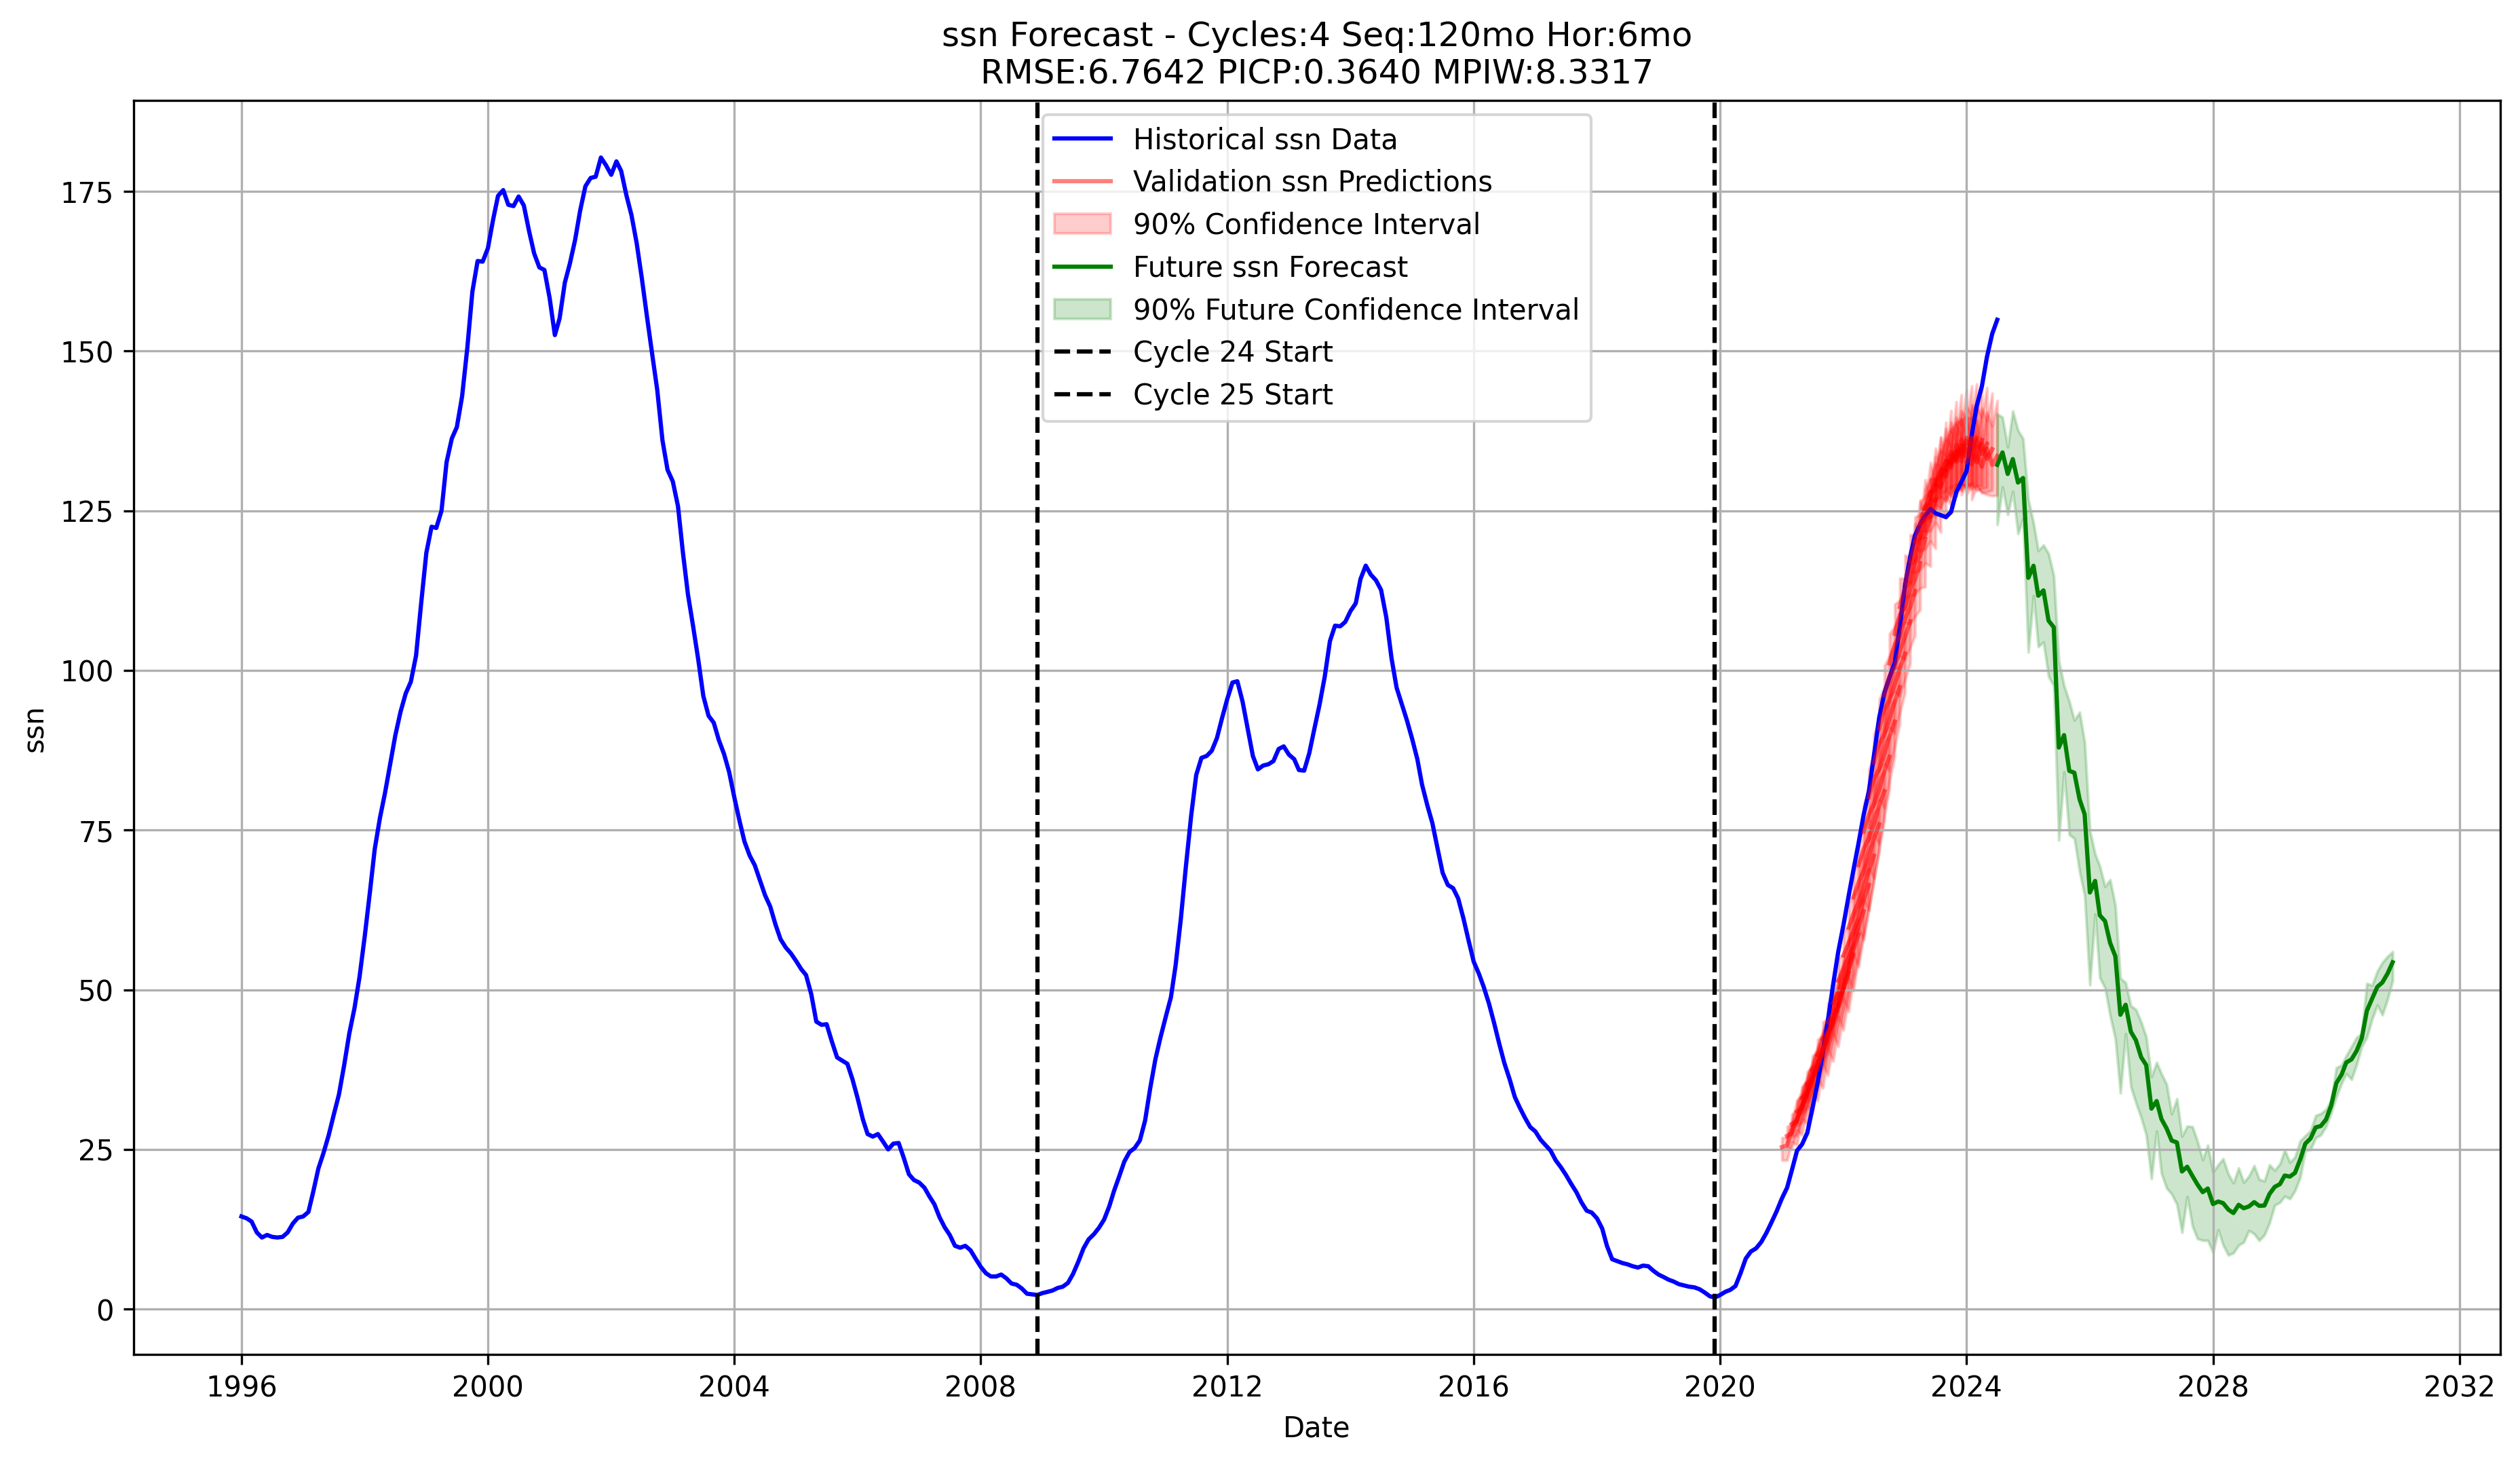 ssn Forecast - Cycles:4 Seq:120mo Hor:6mo
RMSE:6.7642 PICP:0.3640 MPIW:8.3317
Historical ssn Data
Validation ssn Predictions
90% Confidence Interval
Future ssn Forecast
90% Future Confidence Interval
Cycle 24 Start
Cycle 25 Start
175
150
125
100
75
50
25
0
ssn
1996 2000 2004 2008 2012 2016 2020 2024 2028 2032
Date